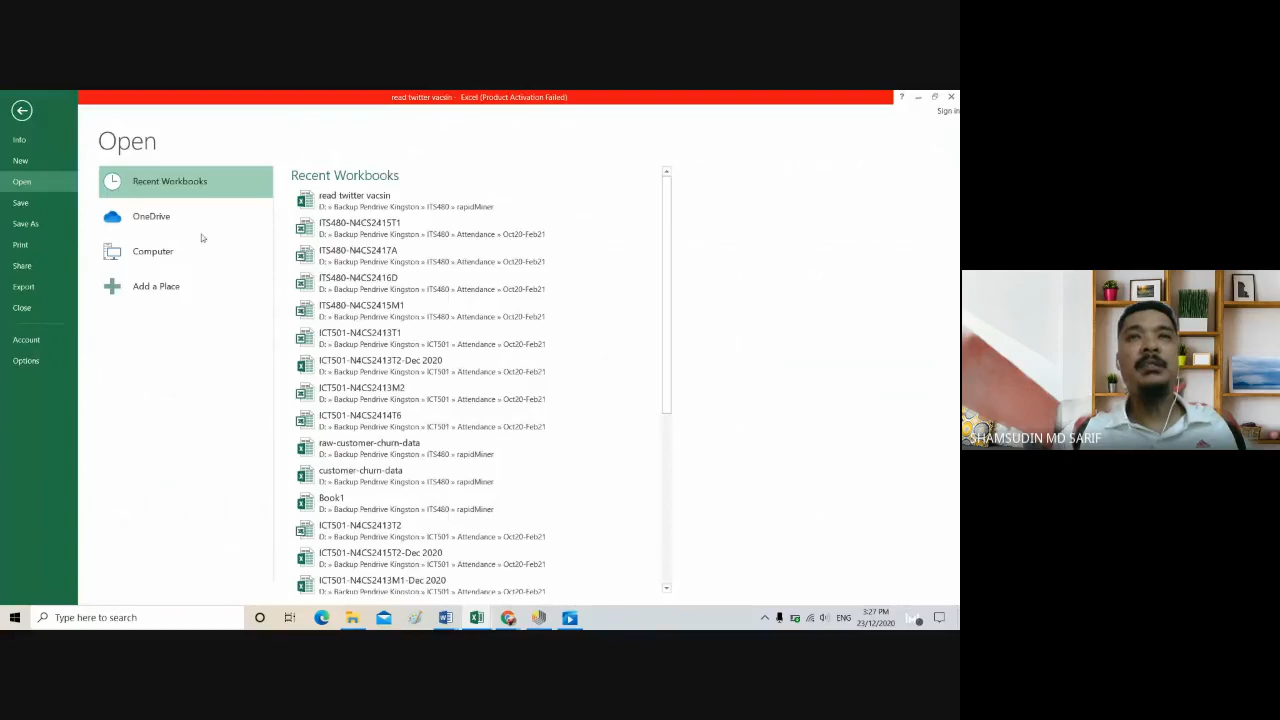 read twitter vacsin - Excel (Product Activation Failed)
?
Sign in
Info
New
Open
Save
Save As
Print
Share
Export
Close
Account
Options
Open
Recent Workbooks
OneDrive
Computer
Add a Place
Recent Workbooks
read twitter vacsin
D: » Backup Pendrive Kingston » ITS480 » rapidMiner
ITS480-N4CS2415T1
D: » Backup Pendrive Kingston » ITS480 » Attendance » Oct20-Feb21
ITS480-N4CS2417A
D: » Backup Pendrive Kingston » ITS480 » Attendance » Oct20-Feb21
ITS480-N4CS2416D
D: » Backup Pendrive Kingston » ITS480 » Attendance » Oct20-Feb21
ITS480-N4CS2415M1
D: » Backup Pendrive Kingston » ITS480 » Attendance » Oct20-Feb21
ICT501-N4CS2413T1
D: » Backup Pendrive Kingston » ICT501 » Attendance » Oct20-Feb21
ICT501-N4CS2413T2-Dec 2020
D: » Backup Pendrive Kingston » ICT501 » Attendance » Oct20-Feb21
ICT501-N4CS2413M2
D: » Backup Pendrive Kingston » ICT501 » Attendance » Oct20-Feb21
ICT501-N4CS2414T6
D: » Backup Pendrive Kingston » ICT501 » Attendance » Oct20-Feb21
raw-customer-churn-data
D: » Backup Pendrive Kingston » ITS480 » rapidMiner
customer-churn-data
D: » Backup Pendrive Kingston » ITS480 » rapidMiner
Book1
D: » Backup Pendrive Kingston » ITS480 » rapidMiner
ICT501-N4CS2413T2
D: » Backup Pendrive Kingston » ICT501 » Attendance » Oct20-Feb21
ICT501-N4CS2415T2-Dec 2020
D: » Backup Pendrive Kingston » ICT501 » Attendance » Oct20-Feb21
ICT501-N4CS2413M1-Dec 2020
D: » Backup Pendrive Kingston » ICT501 » Attendance » Oct20-Feb21
SHAMSUDIN MD SARIF
Type here to search
ENG
3:27 PM
23/12/2020